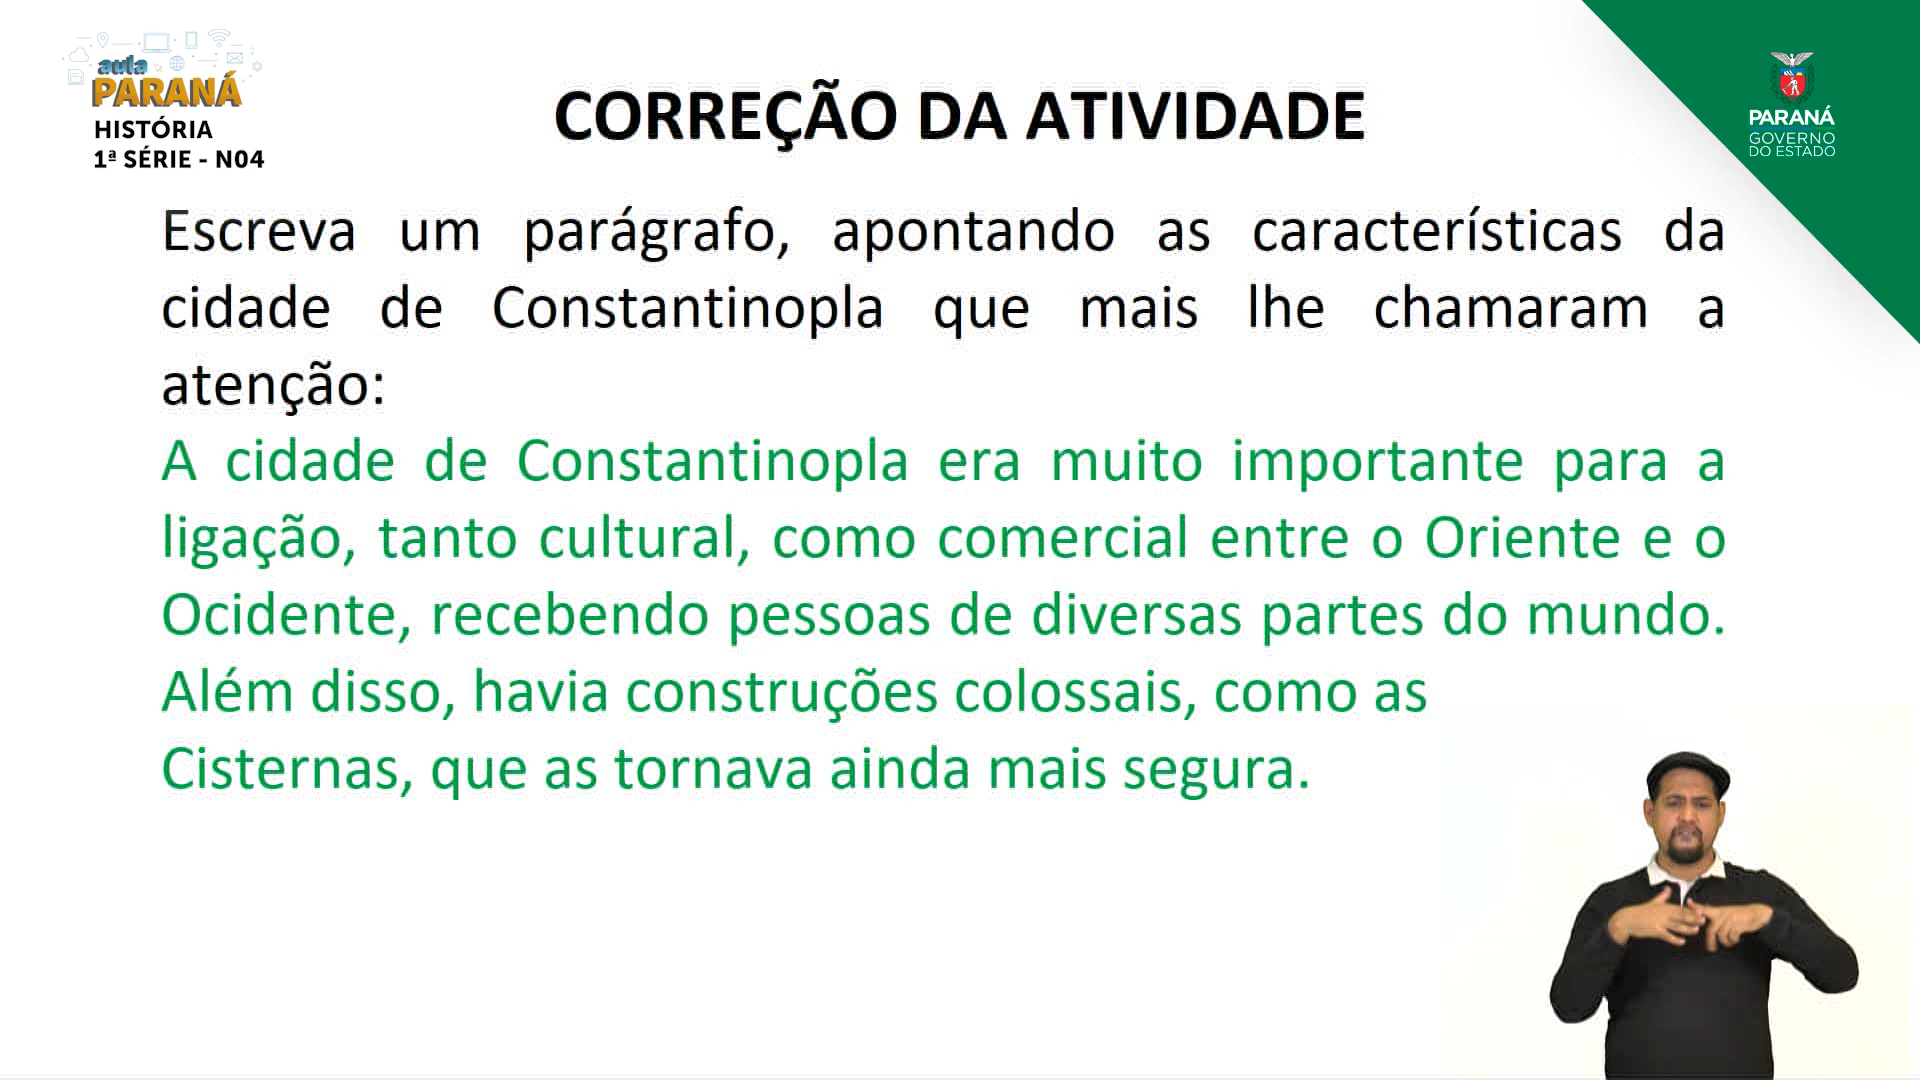 aula
PARANÁ
HISTÓRIA
1ª SÉRIE - N04
CORREÇÃO DA ATIVIDADE
PARANÁ
GOVERNO
DO ESTADO
Escreva um parágrafo, apontando as características da
cidade de Constantinopla que mais lhe chamaram a
atenção:
A cidade de Constantinopla era muito importante para a
ligação, tanto cultural, como comercial entre o Oriente e o
Ocidente, recebendo pessoas de diversas partes do mundo.
Além disso, havia construções colossais, como as
Cisternas, que as tornava ainda mais segura.